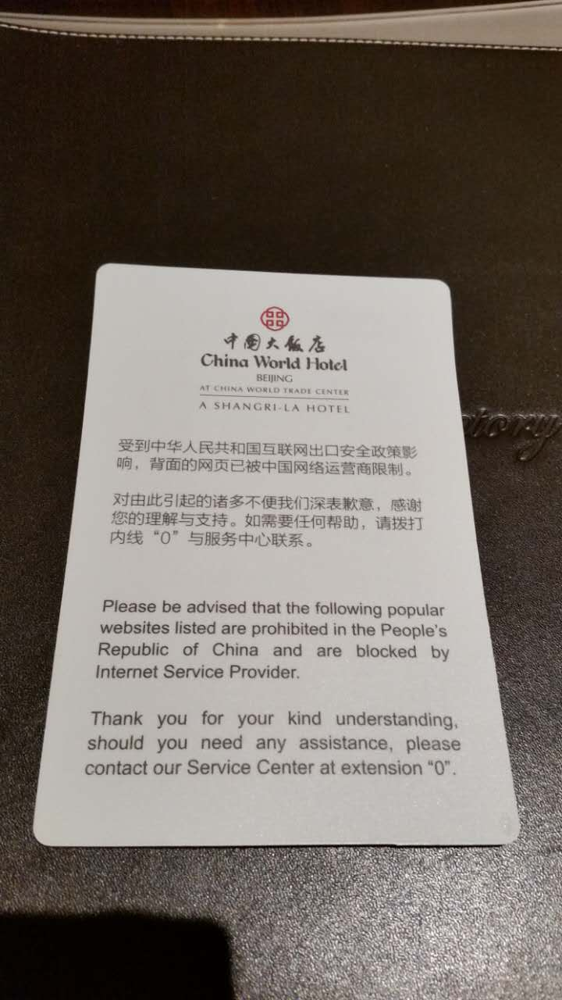 中国大饭店
China World Hotel
BEIJING
AT CHINA WORLD TRADE CENTER
A SHANGRI-LA HOTEL
受到中华人民共和国互联网出口安全政策影
响，背面的网页已被中国网络运营商限制。
对由此引起的诸多不便我们深表歉意，感谢
您的理解与支持。如需要任何帮助，请拨打
内线“0”与服务中心联系。
Please be advised that the following popular
websites listed are prohibited in the People's
Republic of China and are blocked by
Internet Service Provider.
Thank you for your kind understanding,
should you need any assistance, please
contact our Service Center at extension “0”.